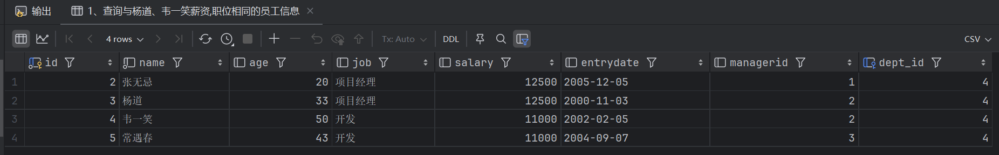 输出 1、查询与杨道、韦一笑薪资,职位相同的员工信息
4 rows Tx: Auto DDL CSV
id name age job salary entrydate managerid dept_id
1 2 张无忌 20 项目经理 12500 2005-12-05 1 4
2 3 杨道 33 项目经理 12500 2000-11-03 2 4
3 4 韦一笑 50 开发 11000 2002-02-05 2 4
4 5 常遇春 43 开发 11000 2004-09-07 3 4